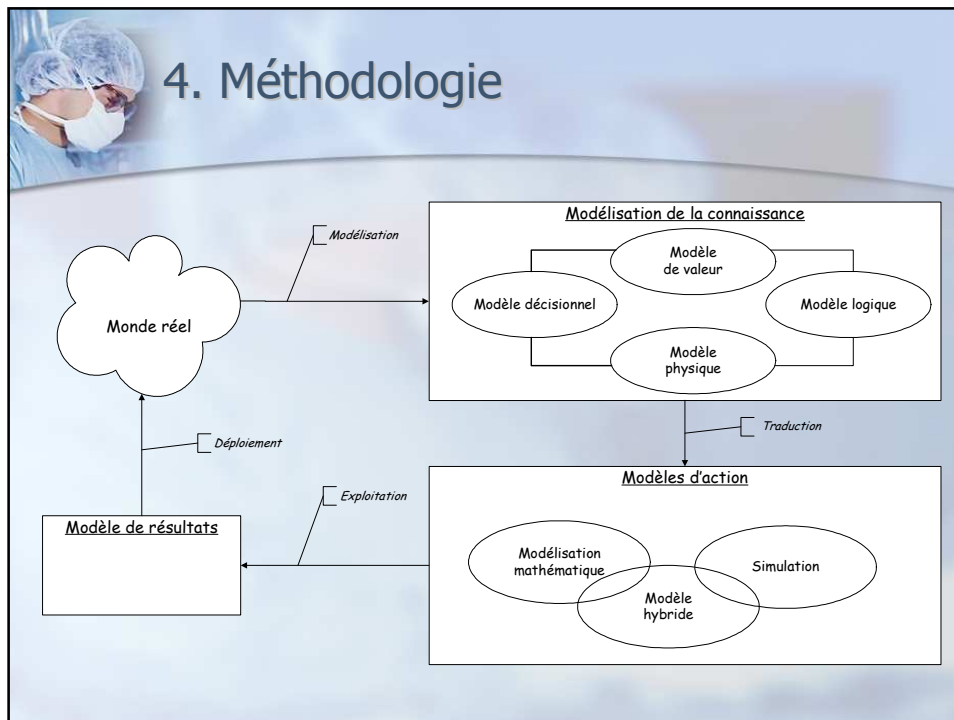 4. Méthodologie
Modélisation de la connaissance
Modélisation
Modèle
de valeur
Modèle décisionnel
Modèle logique
Monde réel
Modèle
physique
Traduction
Déploiement
Modèles d'action
Exploitation
Modèle de résultats
Modélisation
mathématique
Simulation
Modèle
hybride